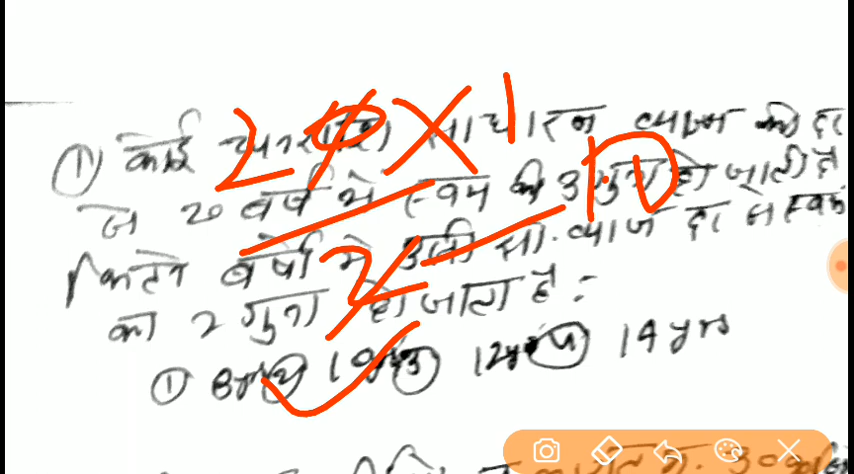 ① कोई धनराशि साधारण ब्याज की दर
से 20 वर्ष मे स्वयं की 3 गुना हो जाती है
कितने वर्षो मे उसी सा. ब्याज दर से स्वयं
का 2 गुना हो जाता है :
① 8 yrs ② 10 yrs ③ 12 yrs ④ 14 yrs
20 × 1
2
10